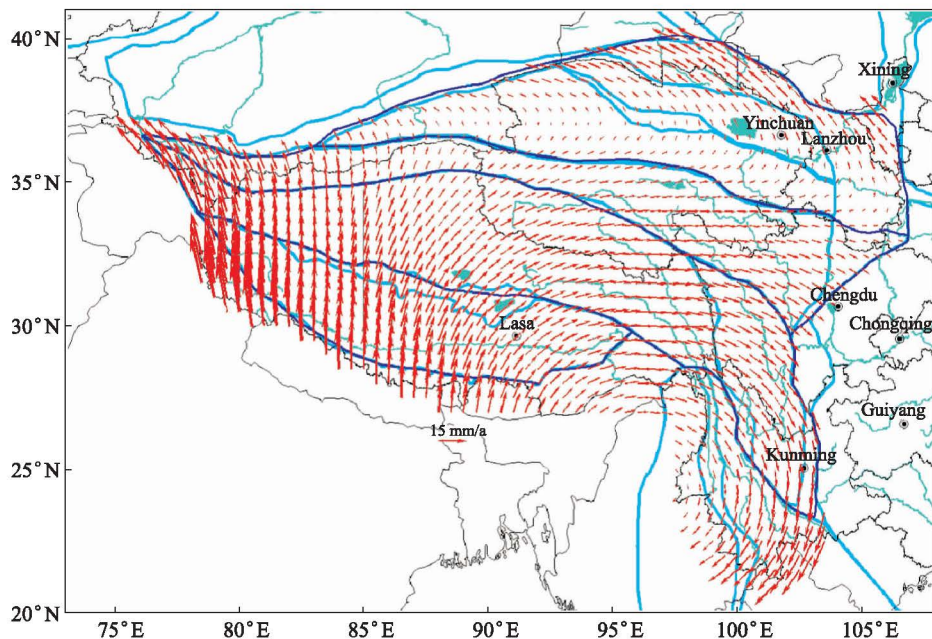 40°N
Xining
Yinchuan
Lanzhou
35°N
Chengdu
30°N
Lasa
Chongqing
Guiyang
15 mm/a
25°N
Kunming
20°N
75°E
80°E
85°E
90°E
95°E
100°E
105°E